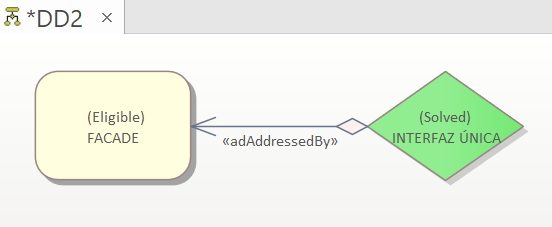 *DD2
(Eligible)
FACADE
«adAddressedBy»
(Solved)
INTERFAZ ÚNICA